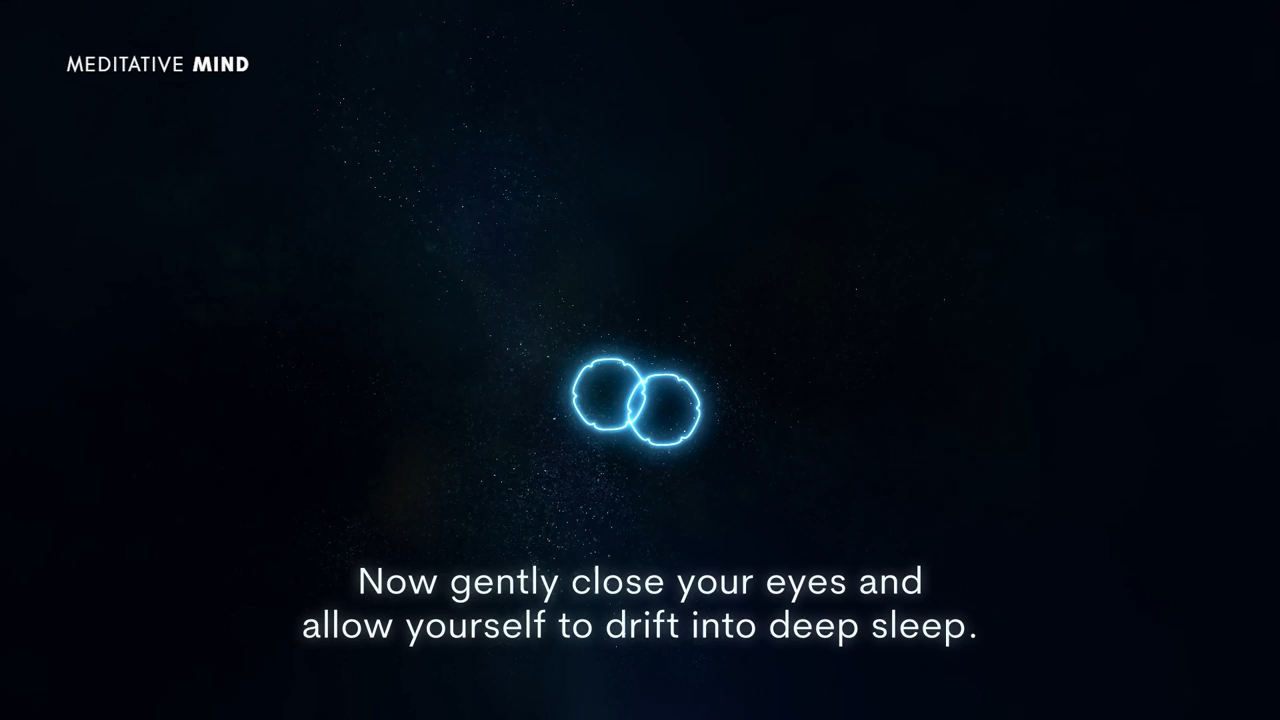 MEDITATIVE MIND
Now gently close your eyes and
allow yourself to drift into deep sleep.